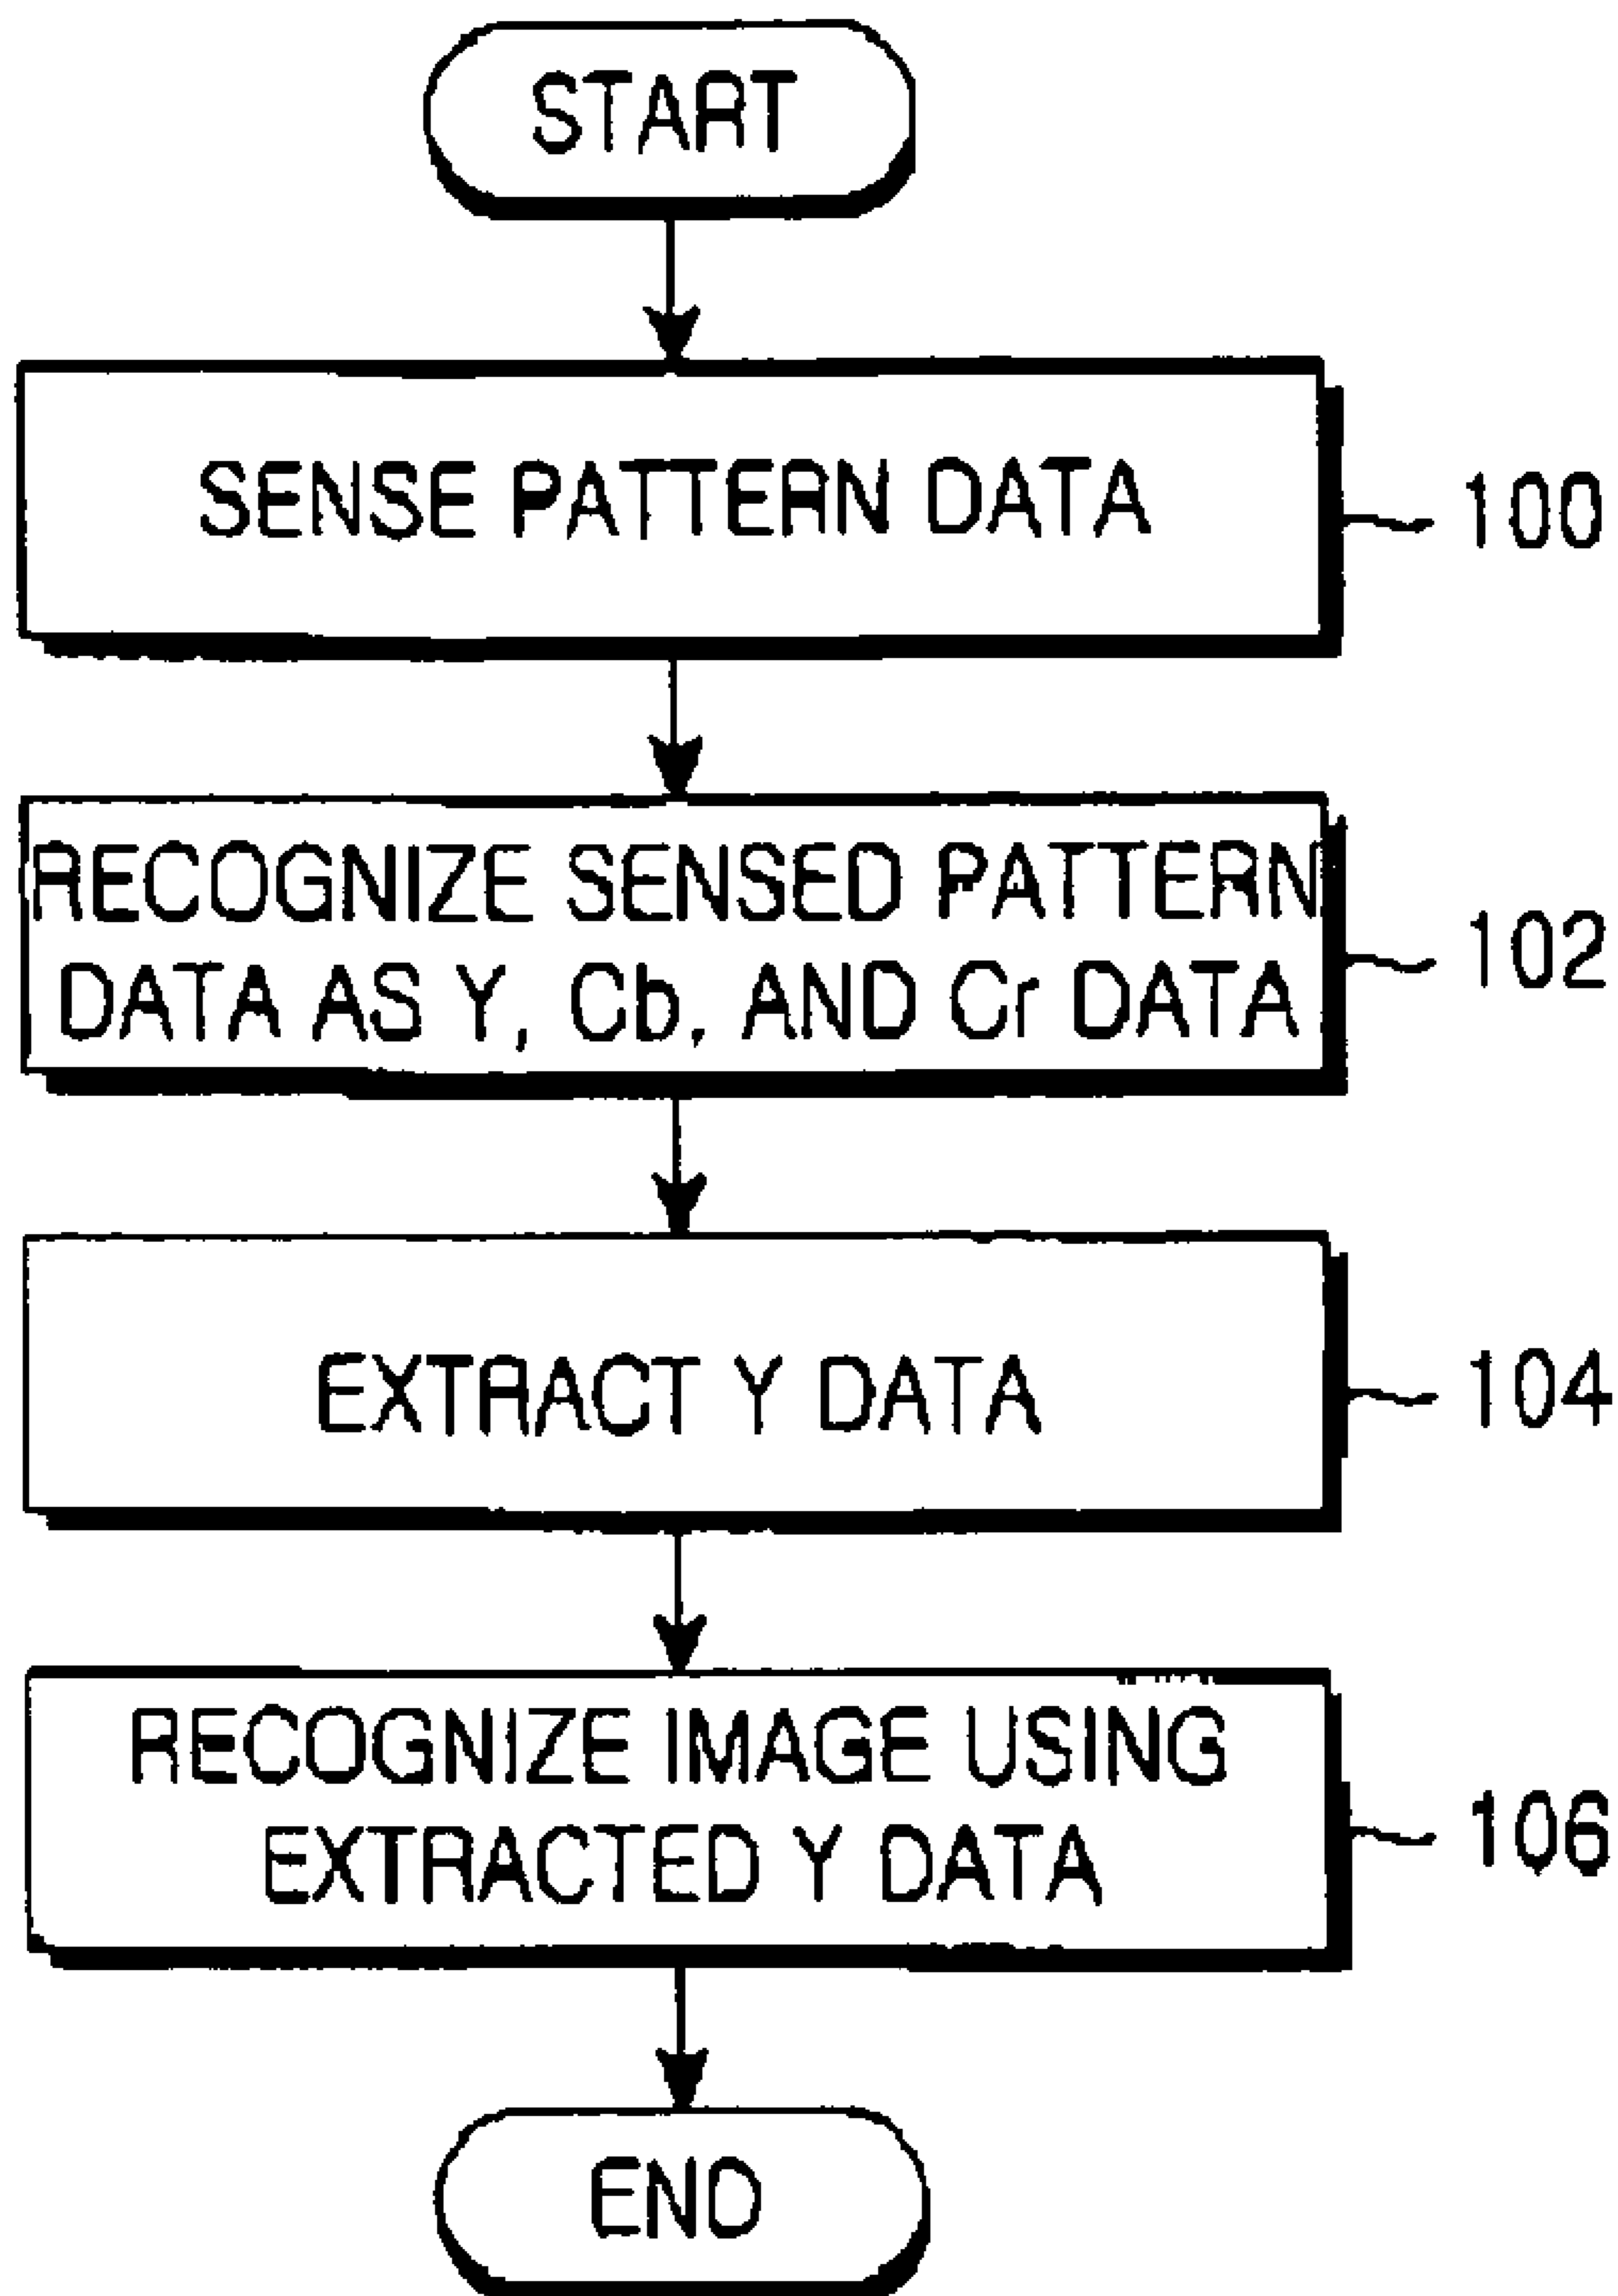 START
SENSE PATTERN DATA
100
RECOGNIZE SENSED PATTERN
DATA AS Y, Cb, AND Cr DATA
102
EXTRACT Y DATA
104
RECOGNIZE IMAGE USING
EXTRACTED Y DATA
106
END